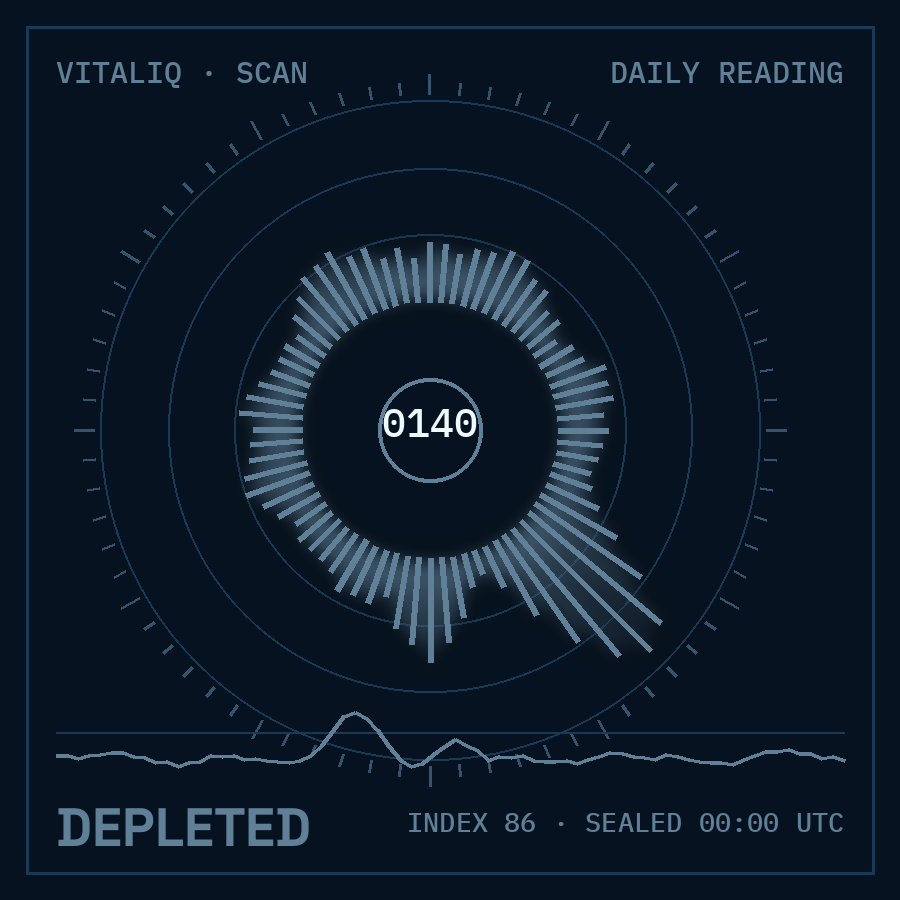 VITALIQ · SCAN
DAILY READING
0140
DEPLETED
INDEX 86 · SEALED 00:00 UTC